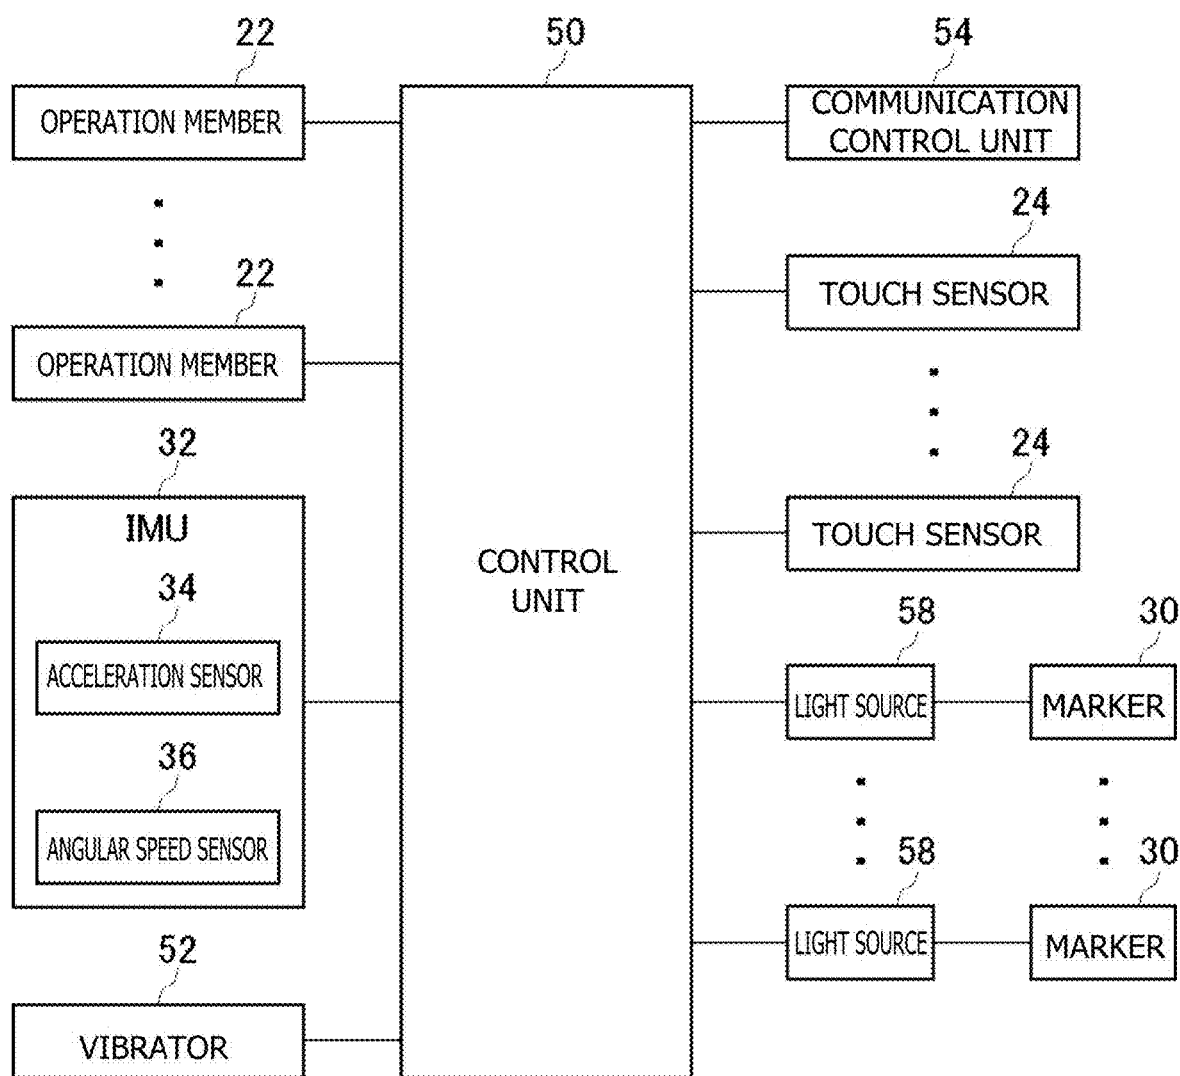 22
50
54
OPERATION MEMBER
COMMUNICATION
CONTROL UNIT
24
22
TOUCH SENSOR
OPERATION MEMBER
32
24
IMU
TOUCH SENSOR
CONTROL
UNIT
34
58
30
ACCELERATION SENSOR
LIGHT SOURCE
MARKER
36
ANGULAR SPEED SENSOR
58
30
LIGHT SOURCE
MARKER
52
VIBRATOR